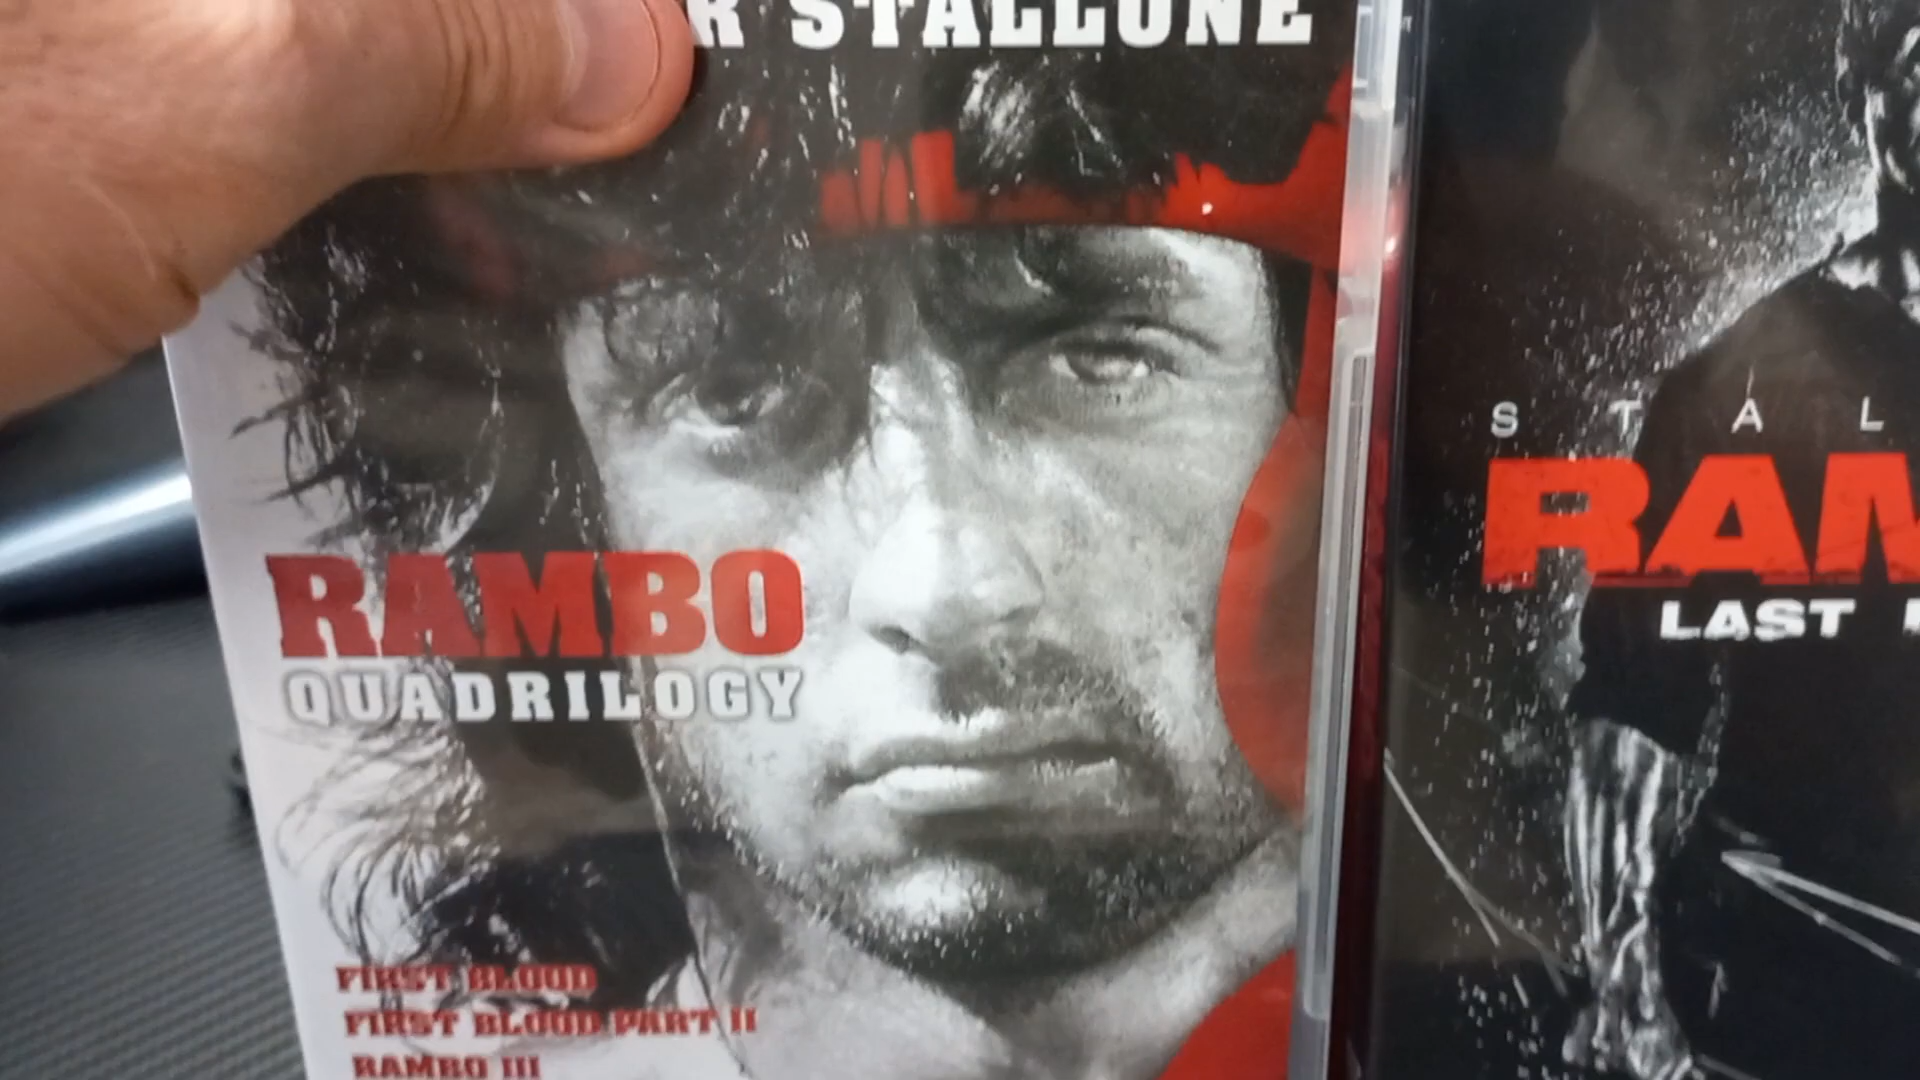 R STALLONE
RAMBO
QUADRILOGY
FIRST BLOOD
FIRST BLOOD PART II
RAMBO III
S T A L
RAM
LAST